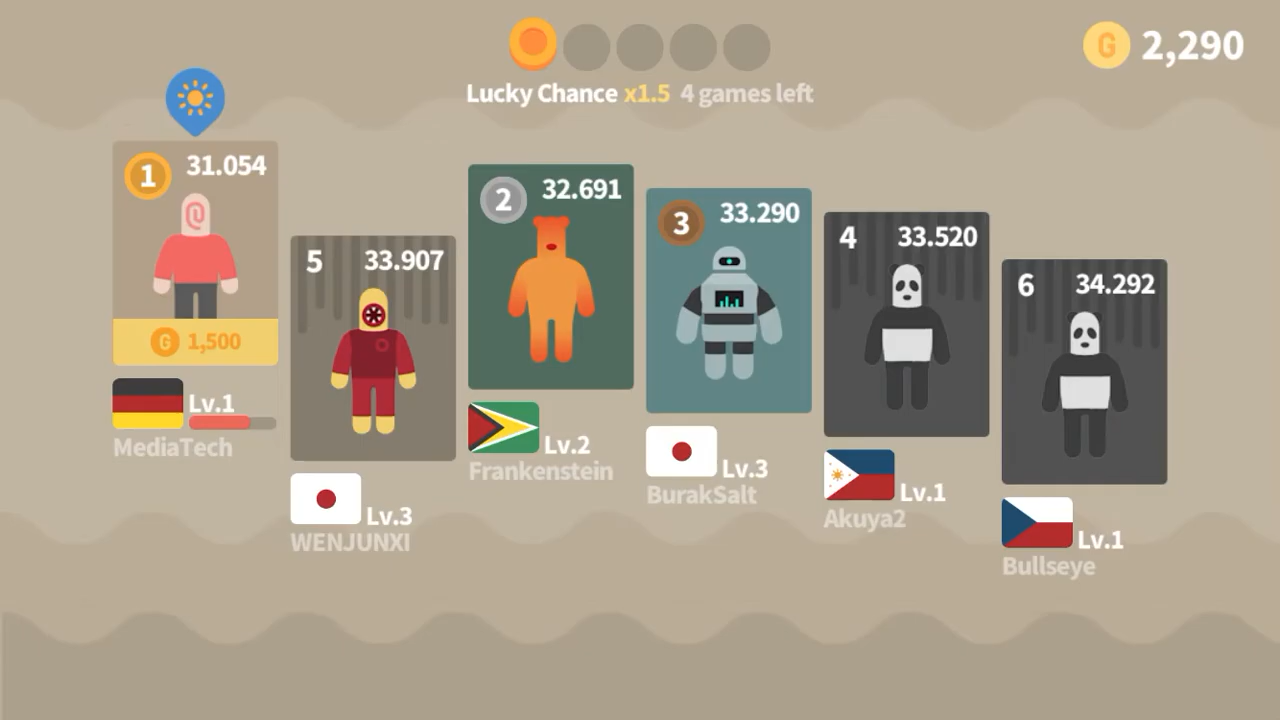 G 2,290
Lucky Chance x1.5 4 games left
1 31.054
G 1,500
Lv.1
MediaTech
5 33.907
Lv.3
WENJUNXI
2 32.691
Lv.2
Frankenstein
3 33.290
Lv.3
BurakSalt
4 33.520
Lv.1
Akuya2
6 34.292
Lv.1
Bullseye